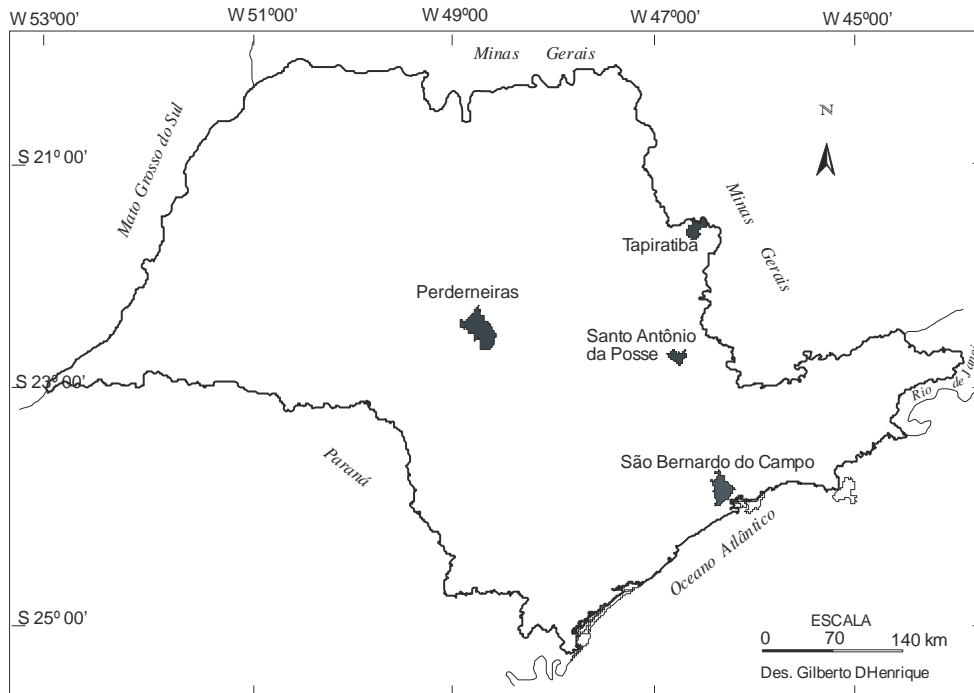 W 53º00' W 51º00' W 49º00' W 47º00' W 45º00'
Minas Gerais
N
Mato Grosso do Sul
S 21º 00'
Minas Gerais
Tapiratiba
Perderneiras
Santo Antônio
da Posse
S 23º 00'
Rio de Janei
Paraná
São Bernardo do Campo
Oceano Atlântico
S 25º 00'
ESCALA
0 70 140 km
Des. Gilberto DHenrique